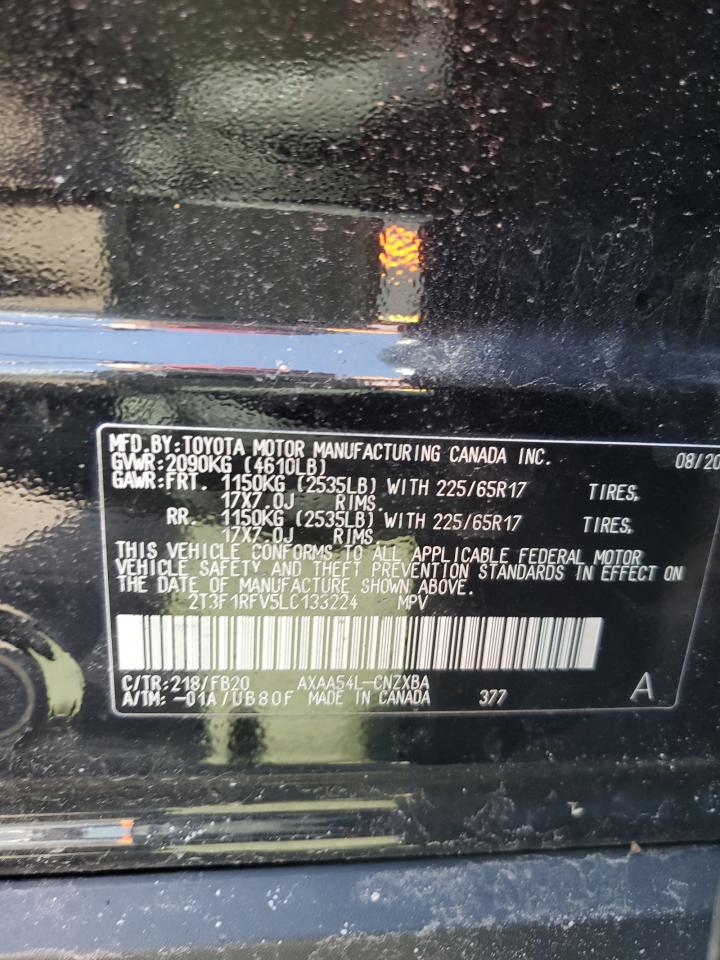 MFD.BY:TOYOTA MOTOR MANUFACTURING CANADA INC. 08/20
GVWR:2090KG (4610LB)
GAWR:FRT. 1150KG (2535LB) WITH 225/65R17 TIRES,
17X7.0J RIMS.
RR. 1150KG (2535LB) WITH 225/65R17 TIRES,
17X7.0J RIMS.
THIS VEHICLE CONFORMS TO ALL APPLICABLE FEDERAL MOTOR
VEHICLE SAFETY AND THEFT PREVENTION STANDARDS IN EFFECT ON
THE DATE OF MANUFACTURE SHOWN ABOVE.
2T3F1RFV5LC133224 MPV
C/TR:218/FB20 AXAA54L-CNZXBA
A/TM:-01A/UB80F MADE IN CANADA 377 A